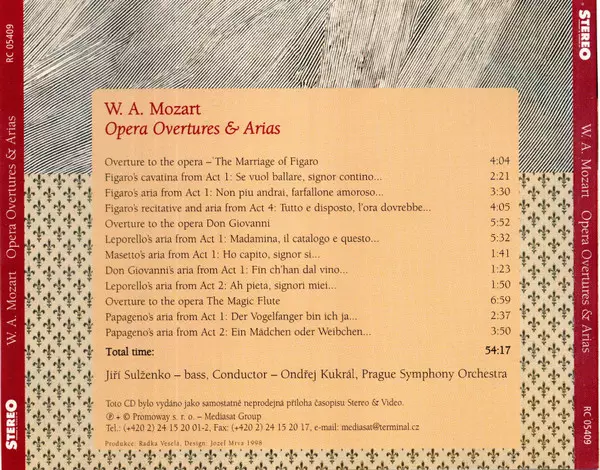 RC 05409
W. A. Mozart Opera Overtures & Arias
STEREO
W. A. Mozart
Opera Overtures & Arias
Overture to the opera – The Marriage of Figaro 4:04
Figaro's cavatina from Act 1: Se vuol ballare, signor contino... 2:21
Figaro's aria from Act 1: Non piu andrai, farfallone amoroso... 3:30
Figaro's recitative and aria from Act 4: Tutto e disposto, l'ora dovrebbe... 4:05
Overture to the opera Don Giovanni 5:52
Leporello's aria from Act 1: Madamina, il catalogo e questo... 5:32
Masetto's aria from Act 1: Ho capito, signor si... 1:41
Don Giovanni's aria from Act 1: Fin ch'han dal vino... 1:23
Leporello's aria from Act 2: Ah pieta, signori miei... 1:50
Overture to the opera The Magic Flute 6:59
Papageno's aria from Act 1: Der Vogelfanger bin ich ja... 2:37
Papageno's aria from Act 2: Ein Mädchen oder Weibchen... 3:50
Total time: 54:17
Jiří Sulženko – bass, Conductor – Ondřej Kukrál, Prague Symphony Orchestra
Toto CD bylo vydáno jako samostatně neprodejná příloha časopisu Stereo & Video.
℗ + © Promoway s. r. o. – Mediasat Group
Tel.: (+420 2) 24 15 20 01-2, Fax: (+420 2) 24 15 20 17, e-mail: mediasat@terminal.cz
Produkce: Radka Veselá. Design: Jozef Mrva 1998
STEREO
W. A. Mozart Opera Overtures & Arias
RC 05409